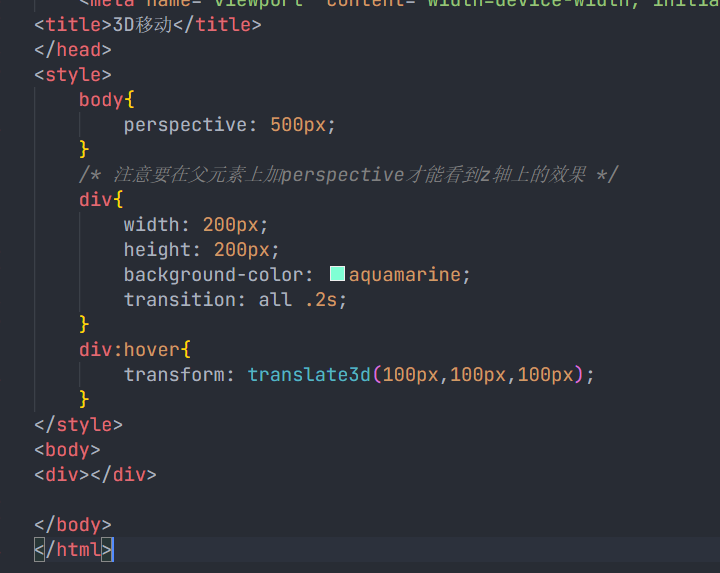 <meta name="viewport" content="width=device-width, initia
<title>3D移动</title>
</head>
<style>
body{
perspective: 500px;
}
/* 注意要在父元素上加perspective才能看到z轴上的效果 */
div{
width: 200px;
height: 200px;
background-color: aquamarine;
transition: all .2s;
}
div:hover{
transform: translate3d(100px,100px,100px);
}
</style>
<body>
<div></div>
</body>
</html>